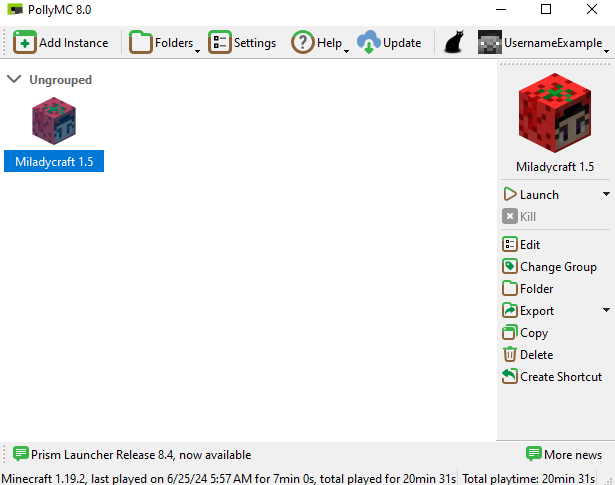 PollyMC 8.0
Add Instance Folders Settings Help Update UsernameExample
Ungrouped
Miladycraft 1.5
Miladycraft 1.5
Launch
Kill
Edit
Change Group
Folder
Export
Copy
Delete
Create Shortcut
Prism Launcher Release 8.4, now available More news
Minecraft 1.19.2, last played on 6/25/24 5:57 AM for 7min 0s, total played for 20min 31s Total playtime: 20min 31s